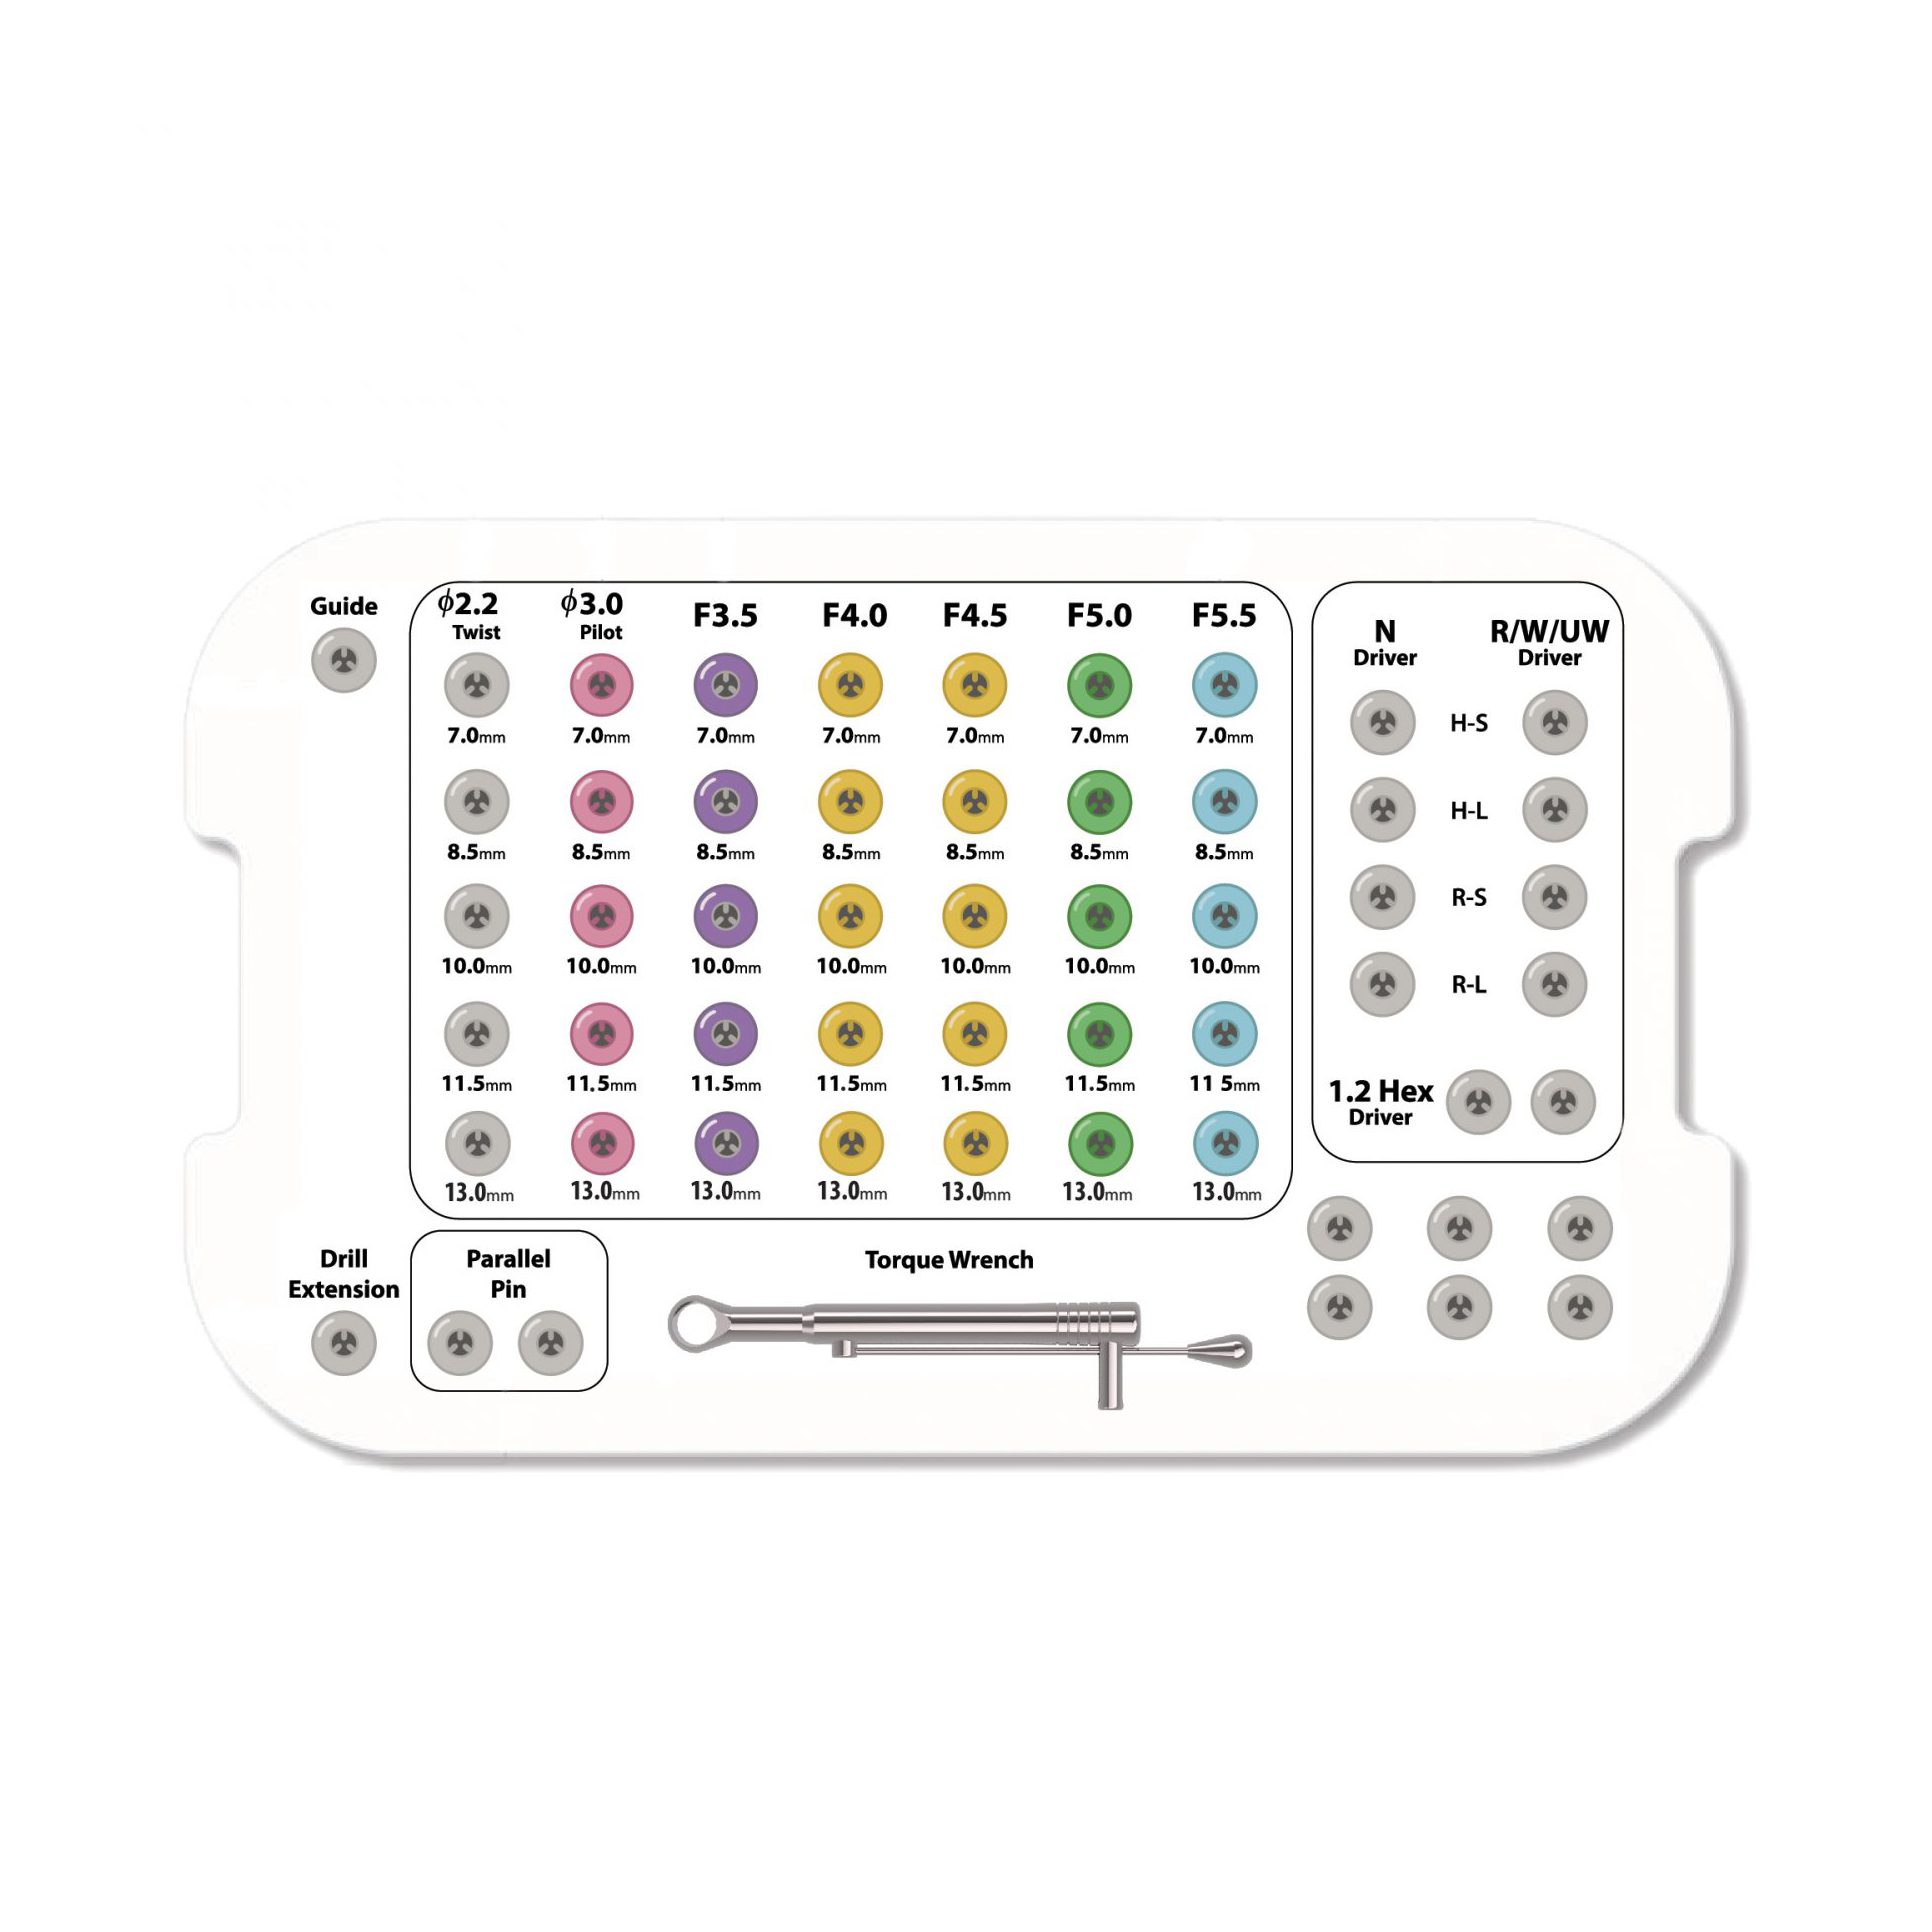 Guide
ϕ2.2 ϕ3.0 F3.5 F4.0 F4.5 F5.0 F5.5
Twist Pilot
7.0mm 7.0mm 7.0mm 7.0mm 7.0mm 7.0mm 7.0mm
8.5mm 8.5mm 8.5mm 8.5mm 8.5mm 8.5mm 8.5mm
10.0mm 10.0mm 10.0mm 10.0mm 10.0mm 10.0mm 10.0mm
11.5mm 11.5mm 11.5mm 11.5mm 11.5mm 11.5mm 11 5mm
13.0mm 13.0mm 13.0mm 13.0mm 13.0mm 13.0mm 13.0mm
N R/W/UW
Driver Driver
H-S
H-L
R-S
R-L
1.2 Hex
Driver
Drill
Extension
Parallel
Pin
Torque Wrench